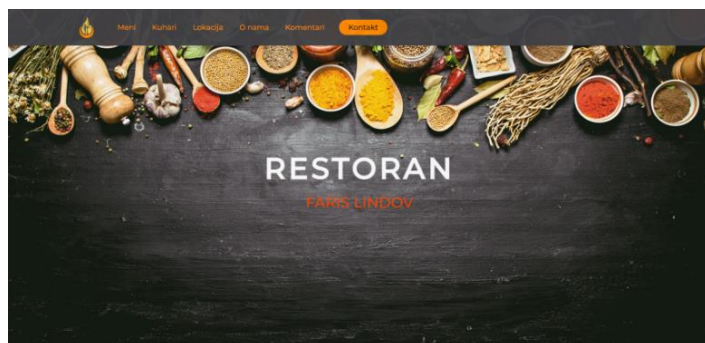 Meni Kuhari Lokacija O nama Komentari Kontakt
RESTORAN
FARIS LINDOV